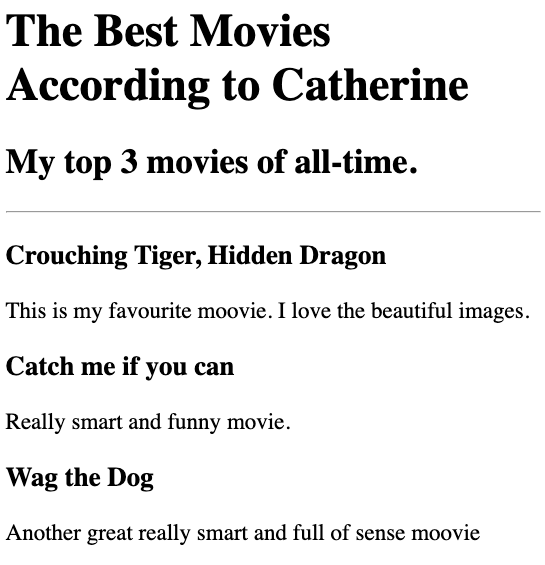 The Best Movies
According to Catherine
My top 3 movies of all-time.
Crouching Tiger, Hidden Dragon
This is my favourite moovie. I love the beautiful images.
Catch me if you can
Really smart and funny movie.
Wag the Dog
Another great really smart and full of sense moovie